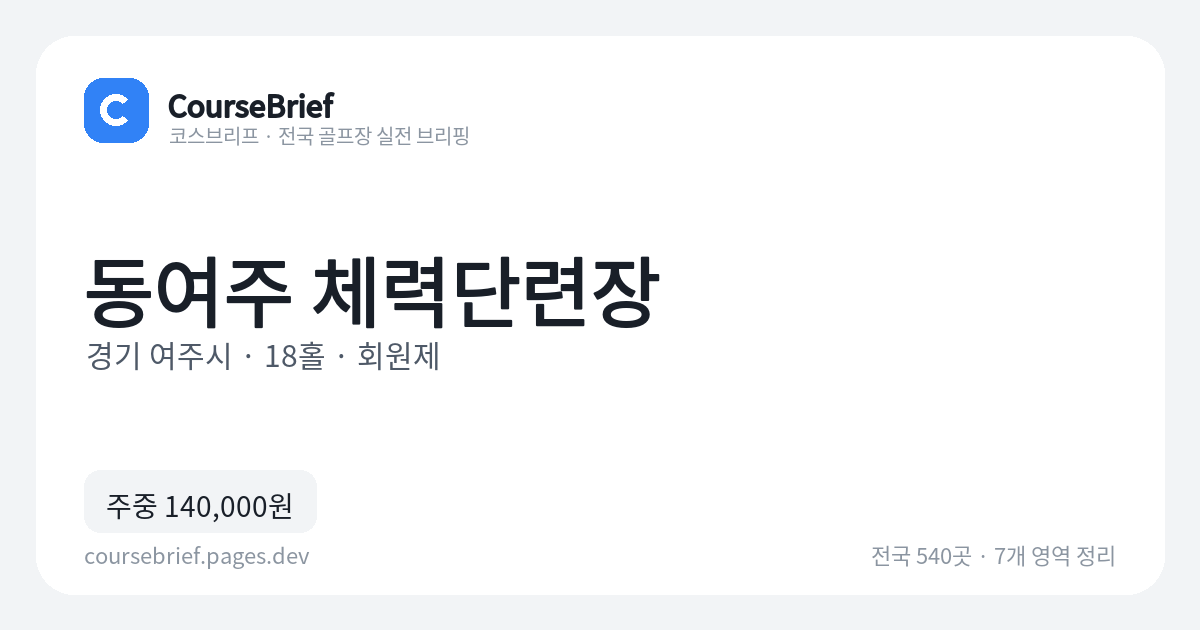 C
CourseBrief
코스브리프 · 전국 골프장 실전 브리핑
동여주 체력단련장
경기 여주시 · 18홀 · 회원제
주중 140,000원
coursebrief.pages.dev
전국 540곳 · 7개 영역 정리